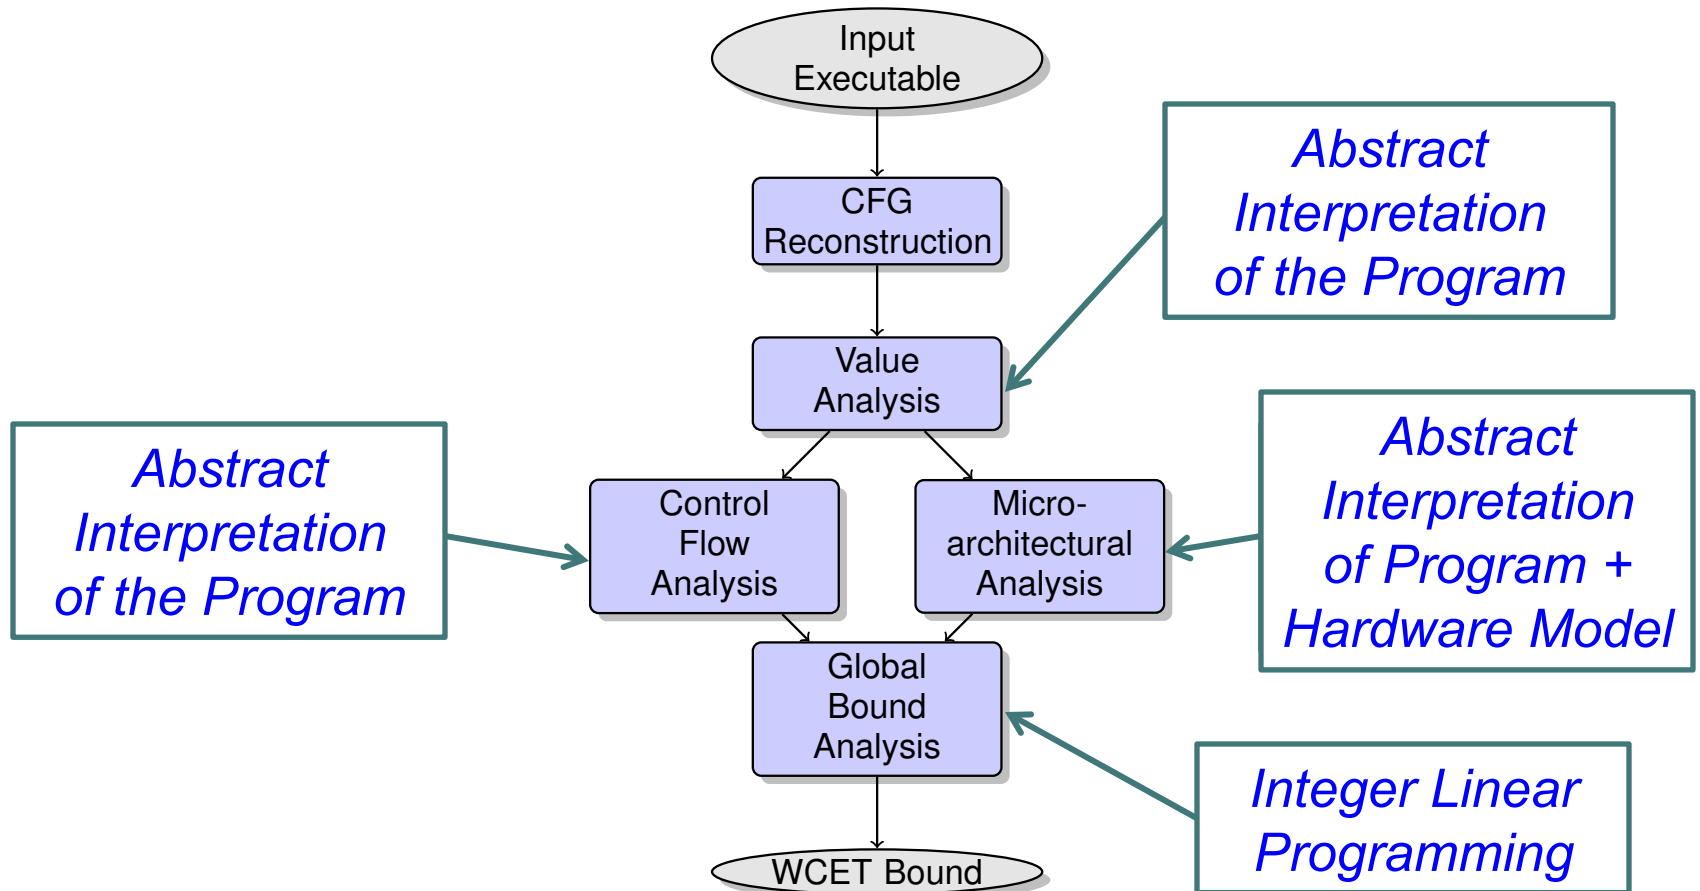 Input
Executable
Abstract
Interpretation
of the Program
CFG
Reconstruction
Value
Analysis
Abstract
Interpretation
of the Program
Control
Flow
Analysis
Micro-
architectural
Analysis
Abstract
Interpretation
of Program +
Hardware Model
Global
Bound
Analysis
Integer Linear
Programming
WCET Bound